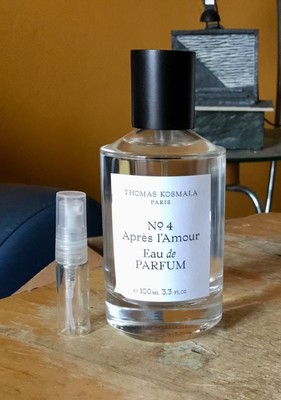 THOMAS KOSMALA
PARIS
Nº 4
Après l'Amour
Eau de
PARFUM
℮ 100 ML 3.3 FL.OZ